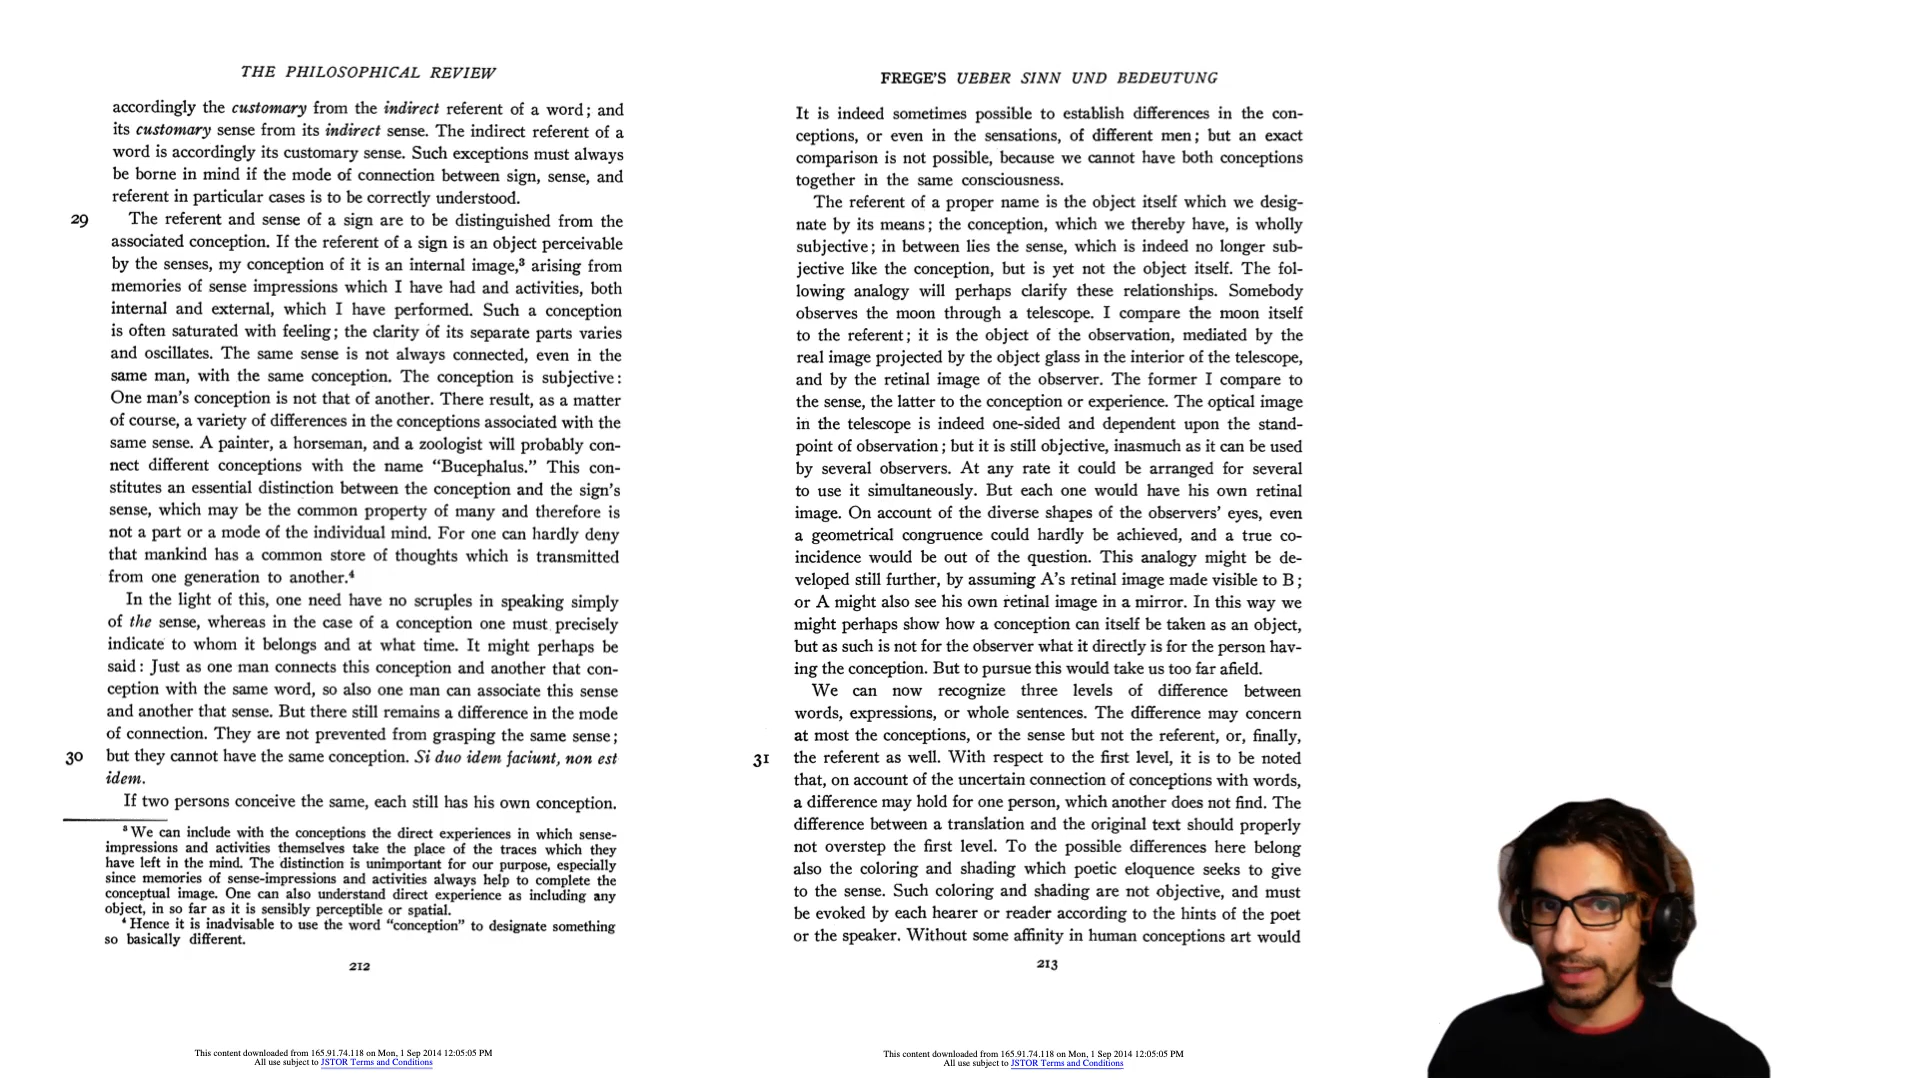 THE PHILOSOPHICAL REVIEW
accordingly the customary from the indirect referent of a word; and
its customary sense from its indirect sense. The indirect referent of a
word is accordingly its customary sense. Such exceptions must always
be borne in mind if the mode of connection between sign, sense, and
referent in particular cases is to be correctly understood.
29 The referent and sense of a sign are to be distinguished from the
associated conception. If the referent of a sign is an object perceivable
by the senses, my conception of it is an internal image,³ arising from
memories of sense impressions which I have had and activities, both
internal and external, which I have performed. Such a conception
is often saturated with feeling; the clarity of its separate parts varies
and oscillates. The same sense is not always connected, even in the
same man, with the same conception. The conception is subjective:
One man's conception is not that of another. There result, as a matter
of course, a variety of differences in the conceptions associated with the
same sense. A painter, a horseman, and a zoologist will probably con-
nect different conceptions with the name “Bucephalus.” This con-
stitutes an essential distinction between the conception and the sign's
sense, which may be the common property of many and therefore is
not a part or a mode of the individual mind. For one can hardly deny
that mankind has a common store of thoughts which is transmitted
from one generation to another.⁴
In the light of this, one need have no scruples in speaking simply
of the sense, whereas in the case of a conception one must precisely
indicate to whom it belongs and at what time. It might perhaps be
said: Just as one man connects this conception and another that con-
ception with the same word, so also one man can associate this sense
and another that sense. But there still remains a difference in the mode
of connection. They are not prevented from grasping the same sense;
30 but they cannot have the same conception. Si duo idem faciunt, non est
idem.
If two persons conceive the same, each still has his own conception.
³ We can include with the conceptions the direct experiences in which sense-
impressions and activities themselves take the place of the traces which they
have left in the mind. The distinction is unimportant for our purpose, especially
since memories of sense-impressions and activities always help to complete the
conceptual image. One can also understand direct experience as including any
object, in so far as it is sensibly perceptible or spatial.
⁴ Hence it is inadvisable to use the word “conception” to designate something
so basically different.
212
This content downloaded from 165.91.74.118 on Mon, 1 Sep 2014 12:05:05 PM
All use subject to JSTOR Terms and Conditions
FREGE'S UEBER SINN UND BEDEUTUNG
It is indeed sometimes possible to establish differences in the con-
ceptions, or even in the sensations, of different men; but an exact
comparison is not possible, because we cannot have both conceptions
together in the same consciousness.
The referent of a proper name is the object itself which we desig-
nate by its means; the conception, which we thereby have, is wholly
subjective; in between lies the sense, which is indeed no longer sub-
jective like the conception, but is yet not the object itself. The fol-
lowing analogy will perhaps clarify these relationships. Somebody
observes the moon through a telescope. I compare the moon itself
to the referent; it is the object of the observation, mediated by the
real image projected by the object glass in the interior of the telescope,
and by the retinal image of the observer. The former I compare to
the sense, the latter to the conception or experience. The optical image
in the telescope is indeed one-sided and dependent upon the stand-
point of observation; but it is still objective, inasmuch as it can be used
by several observers. At any rate it could be arranged for several
to use it simultaneously. But each one would have his own retinal
image. On account of the diverse shapes of the observers' eyes, even
a geometrical congruence could hardly be achieved, and a true co-
incidence would be out of the question. This analogy might be de-
veloped still further, by assuming A's retinal image made visible to B;
or A might also see his own retinal image in a mirror. In this way we
might perhaps show how a conception can itself be taken as an object,
but as such is not for the observer what it directly is for the person hav-
ing the conception. But to pursue this would take us too far afield.
We can now recognize three levels of difference between
words, expressions, or whole sentences. The difference may concern
at most the conceptions, or the sense but not the referent, or, finally,
31 the referent as well. With respect to the first level, it is to be noted
that, on account of the uncertain connection of conceptions with words,
a difference may hold for one person, which another does not find. The
difference between a translation and the original text should properly
not overstep the first level. To the possible differences here belong
also the coloring and shading which poetic eloquence seeks to give
to the sense. Such coloring and shading are not objective, and must
be evoked by each hearer or reader according to the hints of the poet
or the speaker. Without some affinity in human conceptions art would
213
This content downloaded from 165.91.74.118 on Mon, 1 Sep 2014 12:05:05 PM
All use subject to JSTOR Terms and Conditions